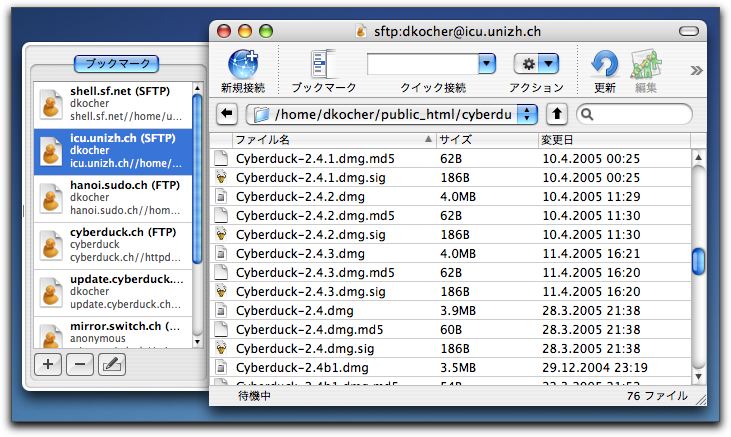 sftp:dkocher@icu.unizh.ch
新規接続 ブックマーク クイック接続 アクション 更新 編集
/home/dkocher/public_html/cyberdu
ブックマーク
shell.sf.net (SFTP)
dkocher
shell.sf.net//home/u...
icu.unizh.ch (SFTP)
dkocher
icu.unizh.ch//home/...
hanoi.sudo.ch (FTP)
dkocher
hanoi.sudo.ch//hom...
cyberduck.ch (FTP)
cyberduck
cyberduck.ch//httpd...
update.cyberduck....
dkocher
update.cyberduck.ch...
mirror.switch.ch (...
anonymous
ファイル名 サイズ 変更日
Cyberduck-2.4.1.dmg.md5 62B 10.4.2005 00:25
Cyberduck-2.4.1.dmg.sig 186B 10.4.2005 00:25
Cyberduck-2.4.2.dmg 4.0MB 10.4.2005 11:29
Cyberduck-2.4.2.dmg.md5 62B 10.4.2005 11:30
Cyberduck-2.4.2.dmg.sig 186B 10.4.2005 11:30
Cyberduck-2.4.3.dmg 4.0MB 11.4.2005 16:21
Cyberduck-2.4.3.dmg.md5 62B 11.4.2005 16:20
Cyberduck-2.4.3.dmg.sig 186B 11.4.2005 16:20
Cyberduck-2.4.dmg 3.9MB 28.3.2005 21:38
Cyberduck-2.4.dmg.md5 60B 28.3.2005 21:38
Cyberduck-2.4.dmg.sig 186B 28.3.2005 21:38
Cyberduck-2.4b1.dmg 3.5MB 29.12.2004 23:19
Cyberduck-2.4b1.dmg.md5
待機中 76 ファイル